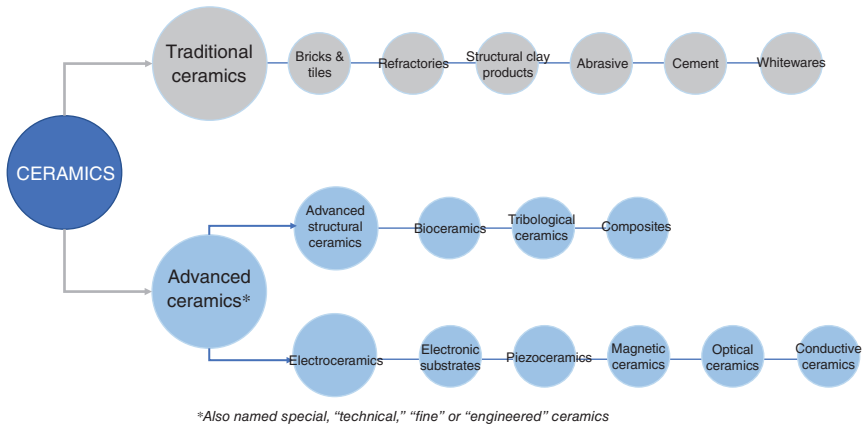 Traditional
ceramics
Bricks &
tiles
Refractories
Structural clay
products
Abrasive
Cement
Whitewares
CERAMICS
Advanced
ceramics*
Advanced
structural
ceramics
Bioceramics
Tribological
ceramics
Composites
Electroceramics
Electronic
substrates
Piezoceramics
Magnetic
ceramics
Optical
ceramics
Conductive
ceramics
*Also named special, “technical,” “fine” or “engineered” ceramics